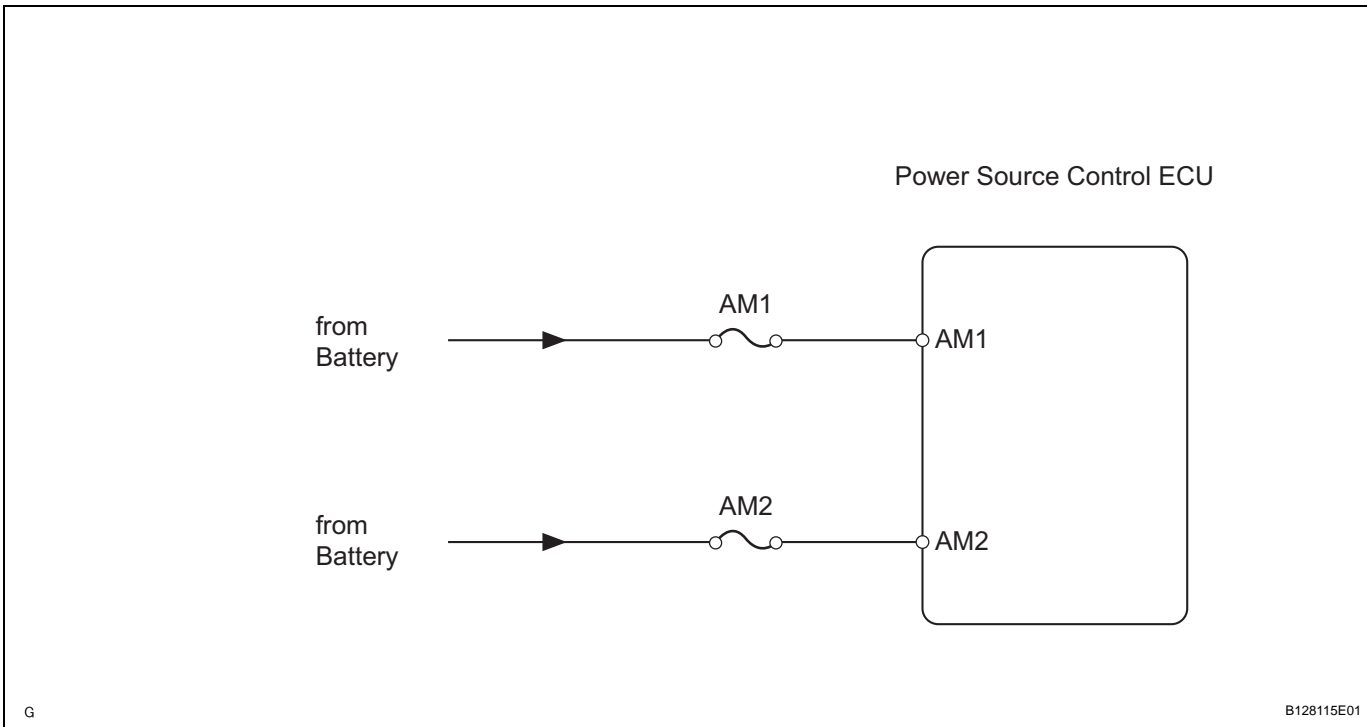 Power Source Control ECU
AM1
from
Battery
AM1
AM2
from
Battery
AM2
G
B128115E01